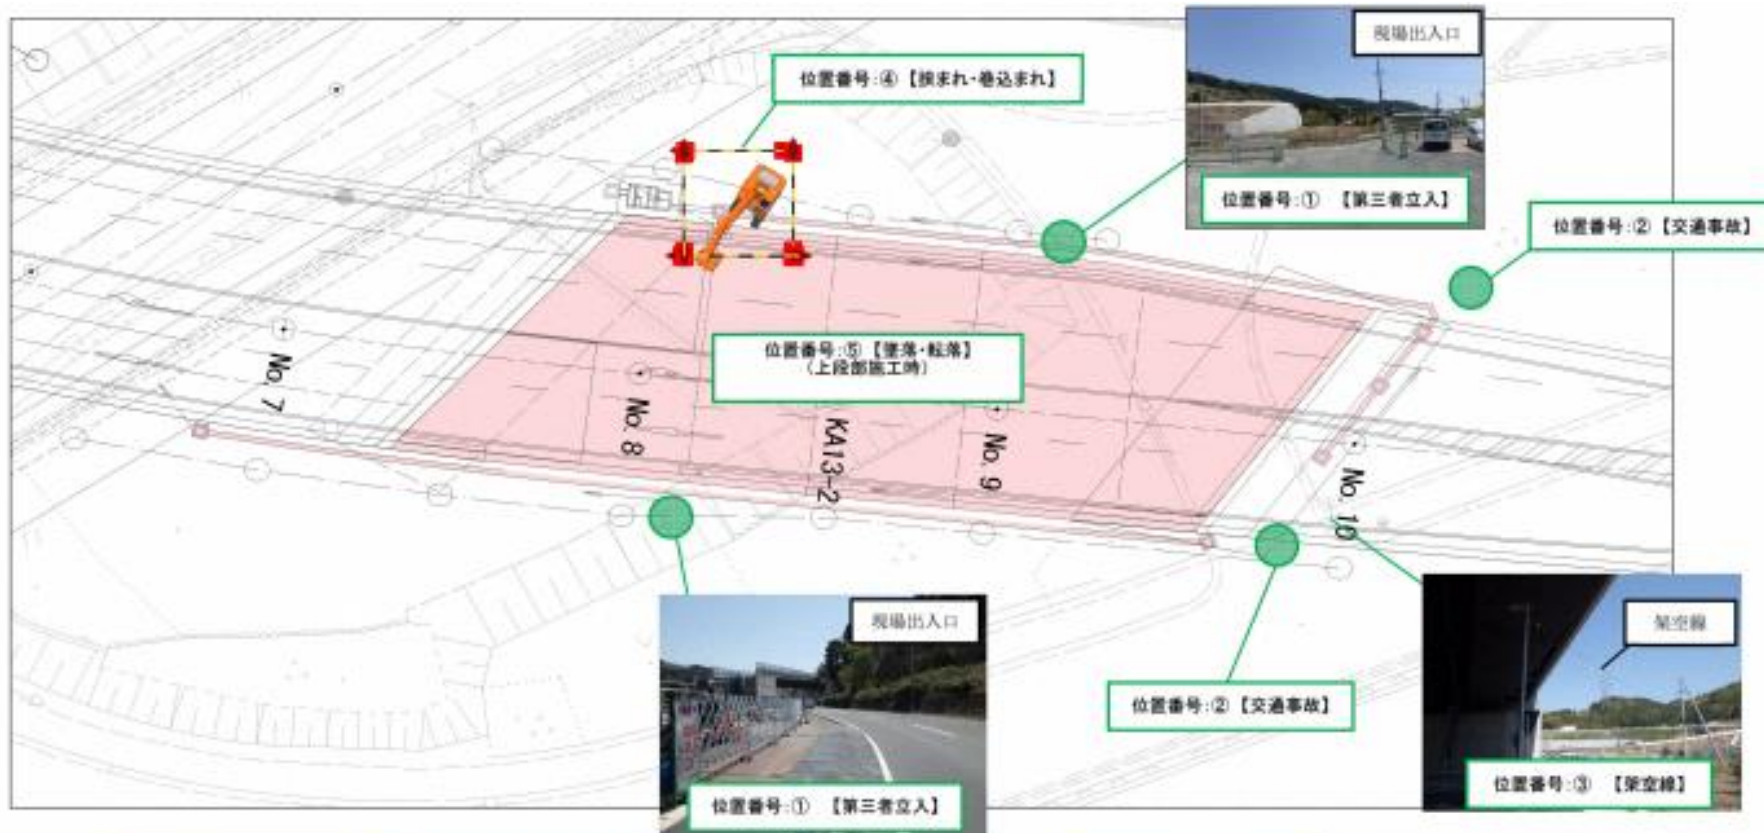 現場出入口
位置番号:④【挟まれ・巻込まれ】
位置番号:① 【第三者立入】
位置番号:②【交通事故】
位置番号:⑤【墜落・転落】
(上段部施工時)
No. 7
No. 8
KA13-2
No. 9
No. 10
現場出入口
架空線
位置番号:②【交通事故】
位置番号:③ 【架空線】
位置番号:① 【第三者立入】